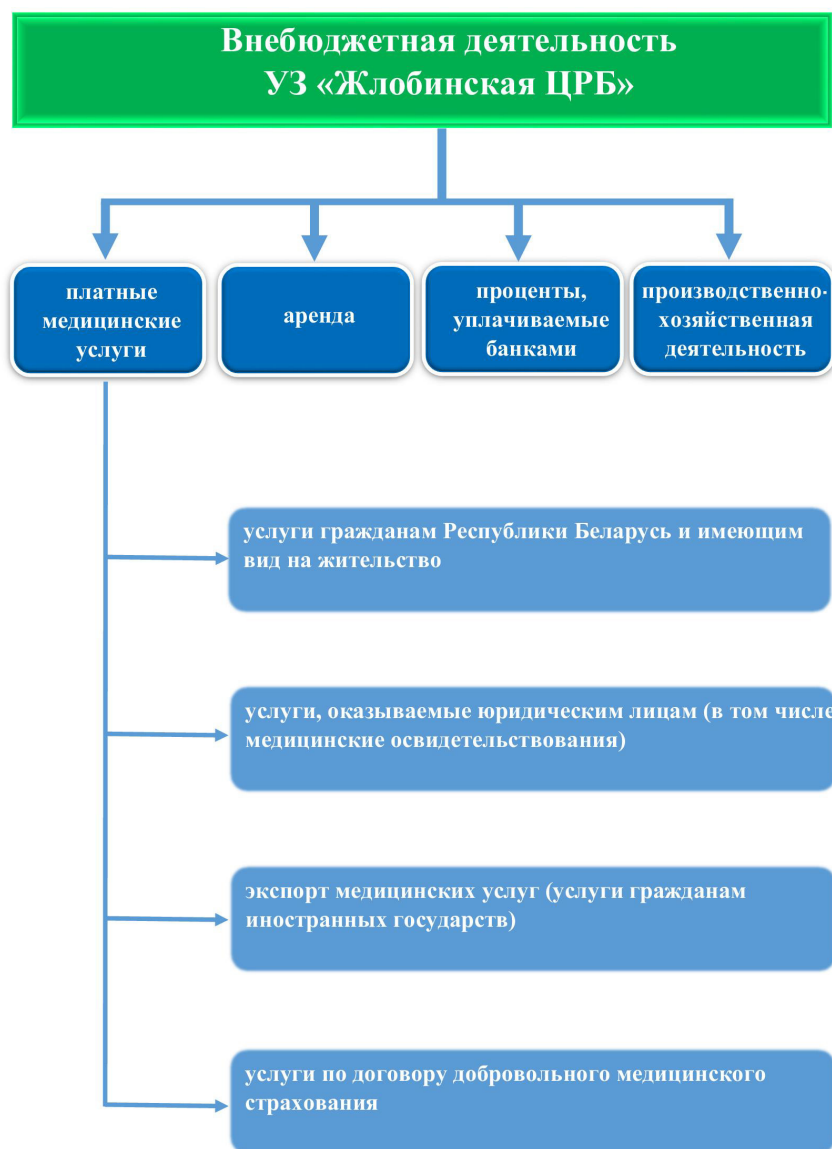 Внебюджетная деятельность
УЗ «Жлобинская ЦРБ»
платные
медицинские
услуги
аренда
проценты,
уплачиваемые
банками
производственно-
хозяйственная
деятельность
услуги гражданам Республики Беларусь и имеющим
вид на жительство
услуги, оказываемые юридическим лицам (в том числе
медицинские освидетельствования)
экспорт медицинских услуг (услуги гражданам
иностранных государств)
услуги по договору добровольного медицинского
страхования